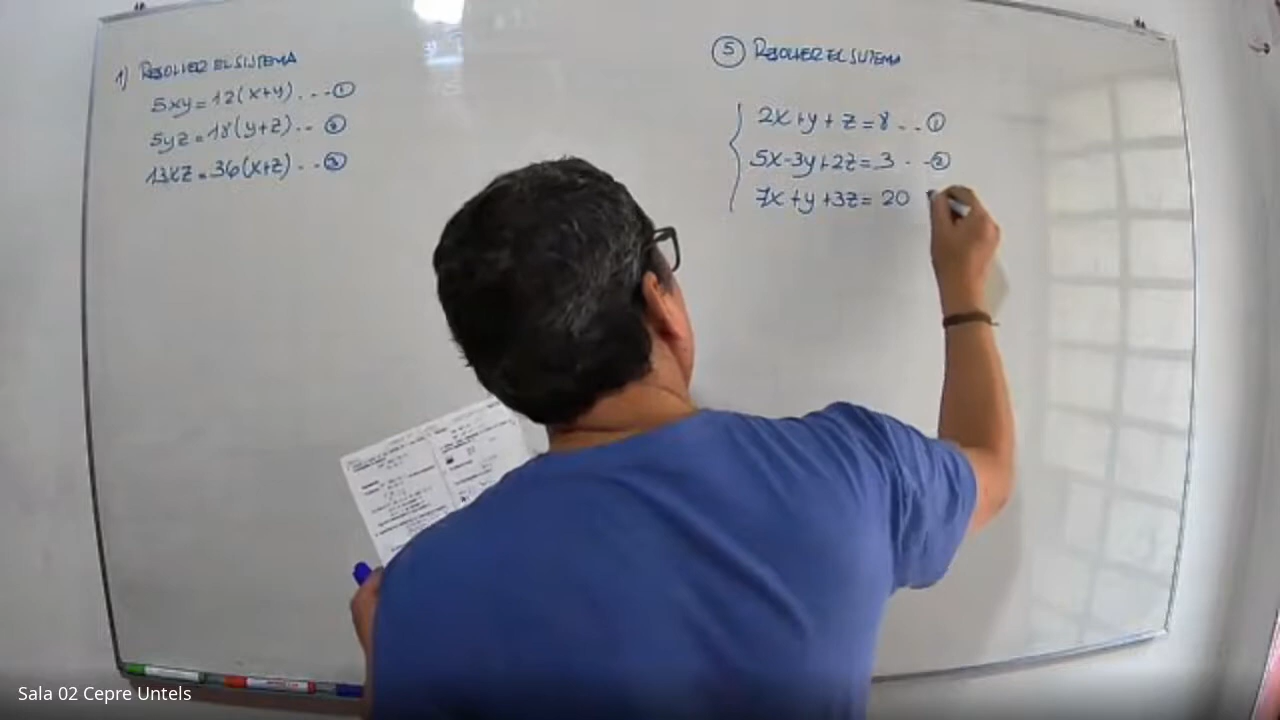 1) RESOLVER EL SISTEMA
5xy = 12(x+y). . . . ①
5yz = 18(y+z). . . ②
13xz = 36(x+z). . . ③
⑤ RESOLVER EL SISTEMA
2x + y + z = 8 . . . ①
5x - 3y + 2z = 3 . . . ②
7x + y + 3z = 20
Sala 02 Cepre Untels